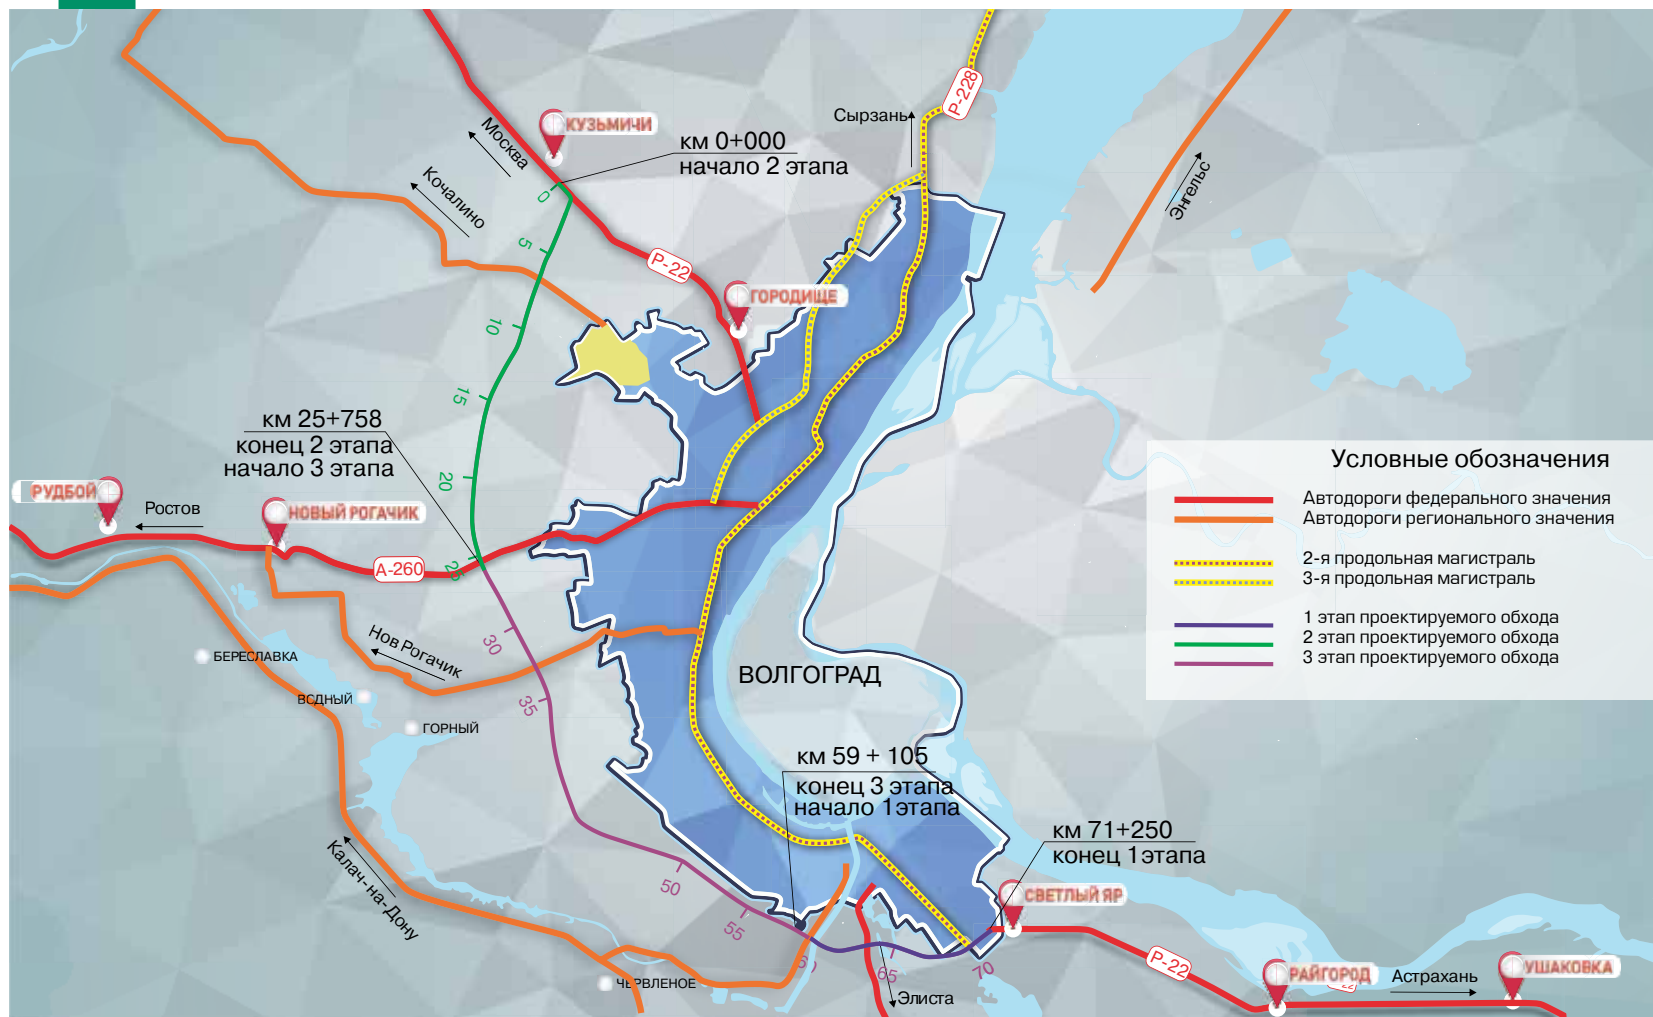 Р-228
Сырзань
КУЗЬМИЧИ
км 0+000
начало 2 этапа
Москва
Кочалино
Энгельс
0
5
Р-22
ГОРОДИЩЕ
10
15
км 25+758
конец 2 этапа
начало 3 этапа
20
РУДБОЙ
Ростов
НОВЫЙ РОГАЧИК
А-260
25
Условные обозначения
Автодороги федерального значения
Автодороги регионального значения
2-я продольная магистраль
3-я продольная магистраль
1 этап проектируемого обхода
2 этап проектируемого обхода
3 этап проектируемого обхода
30
Нов Рогачик
БЕРЕСЛАВКА
ВОЛГОГРАД
ВСДНЫЙ
35
ГОРНЫЙ
км 59 + 105
конец 3 этапа
начало 1этапа
км 71+250
конец 1этапа
Калач-на-Дону
50
СВЕТЛЫЙ ЯР
55
65
70
Р-22
РАЙГОРОД
Астрахань
УШАКОВКА
ЧЕРВЛЕНОЕ
Элиста